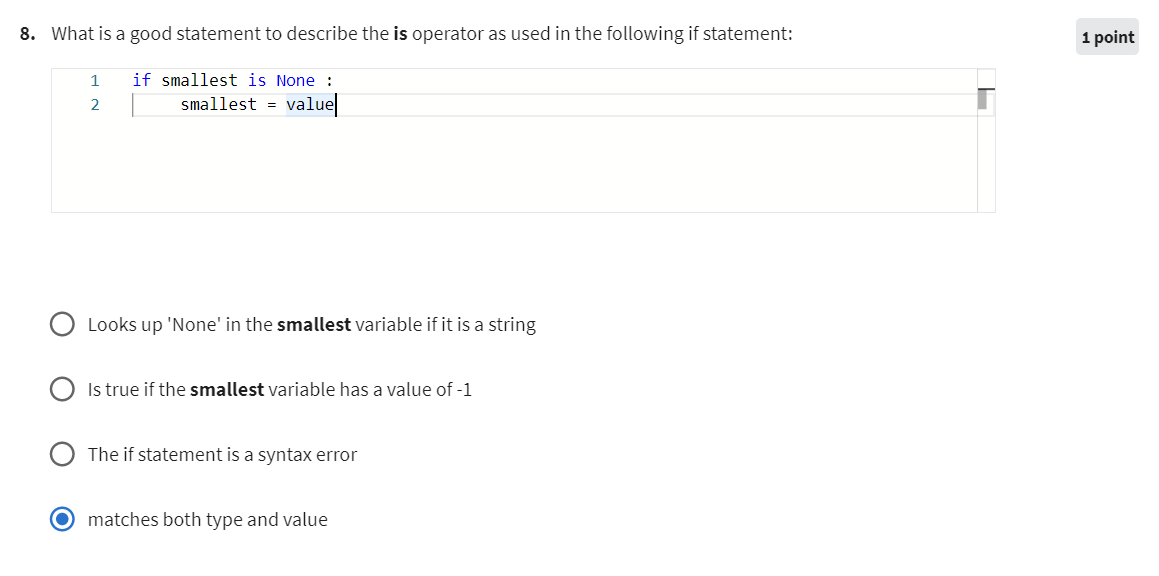 8. What is a good statement to describe the is operator as used in the following if statement:
1 point
1 if smallest is None :
2 smallest = value
Looks up 'None' in the smallest variable if it is a string
Is true if the smallest variable has a value of -1
The if statement is a syntax error
matches both type and value